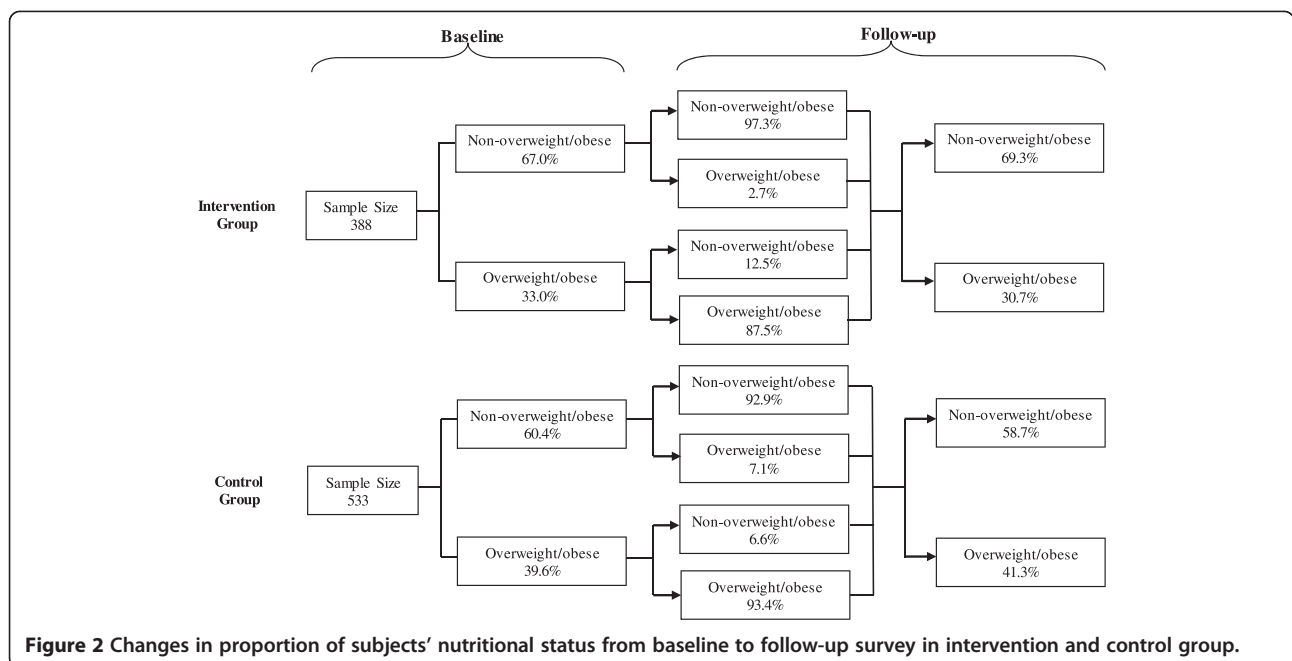 Baseline
Follow-up
Intervention
Group
Sample Size
388
Non-overweight/obese
67.0%
Overweight/obese
33.0%
Non-overweight/obese
97.3%
Overweight/obese
2.7%
Non-overweight/obese
12.5%
Overweight/obese
87.5%
Non-overweight/obese
69.3%
Overweight/obese
30.7%
Control
Group
Sample Size
533
Non-overweight/obese
60.4%
Overweight/obese
39.6%
Non-overweight/obese
92.9%
Overweight/obese
7.1%
Non-overweight/obese
6.6%
Overweight/obese
93.4%
Non-overweight/obese
58.7%
Overweight/obese
41.3%
Figure 2 Changes in proportion of subjects’ nutritional status from baseline to follow-up survey in intervention and control group.